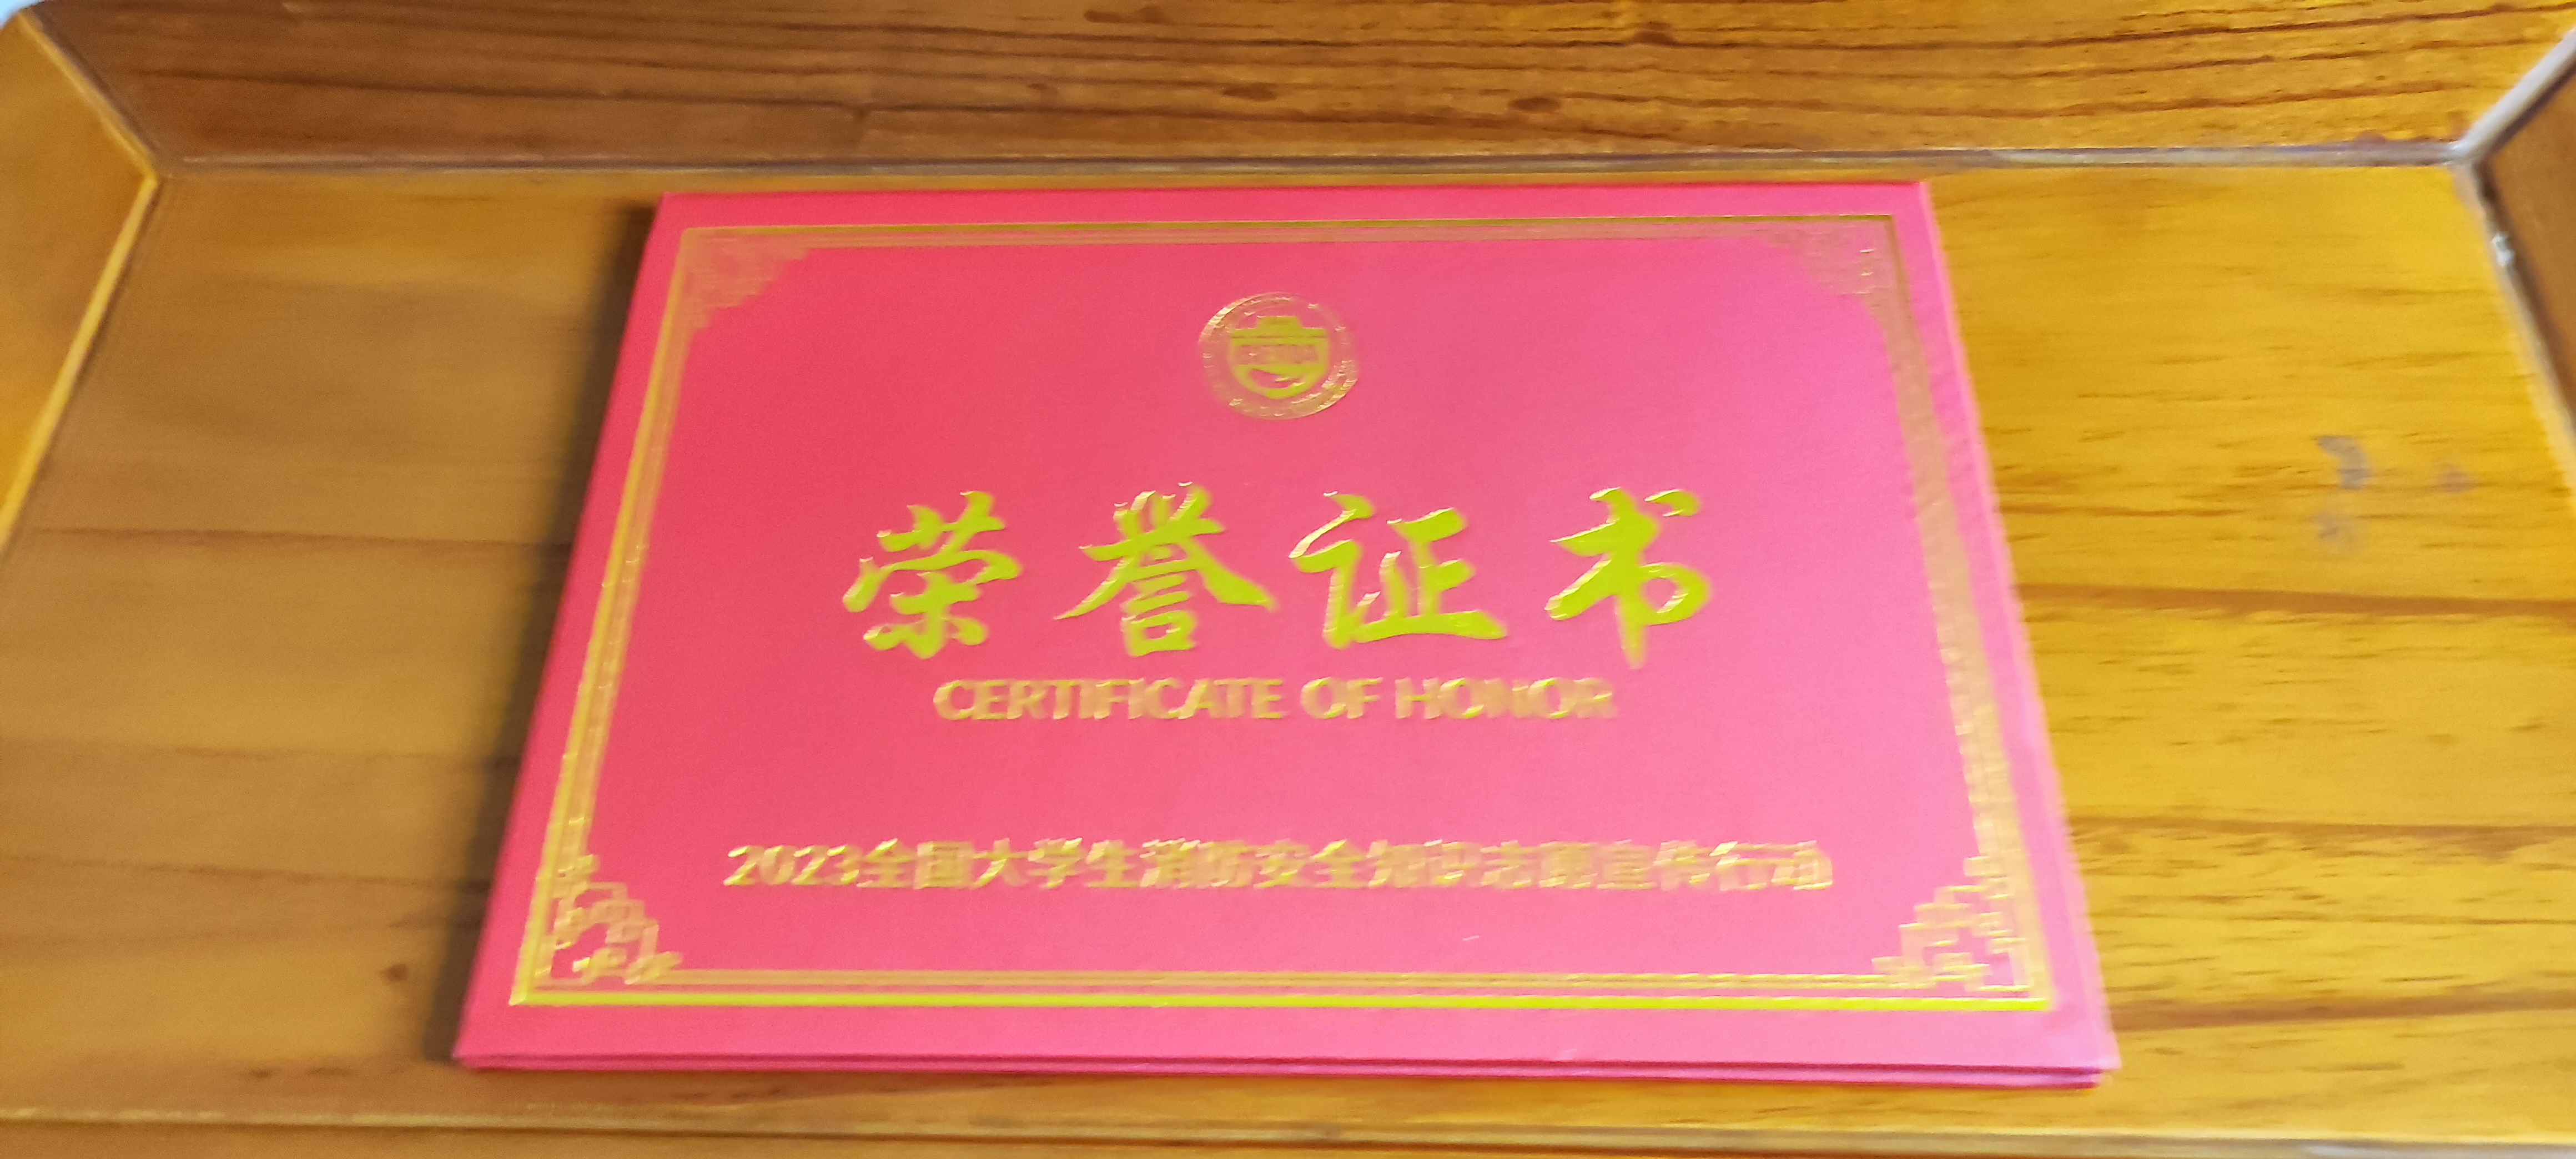 荣誉证书
CERTIFICATE OF HONOR
2023全国大学生消防安全知识志愿宣传行动